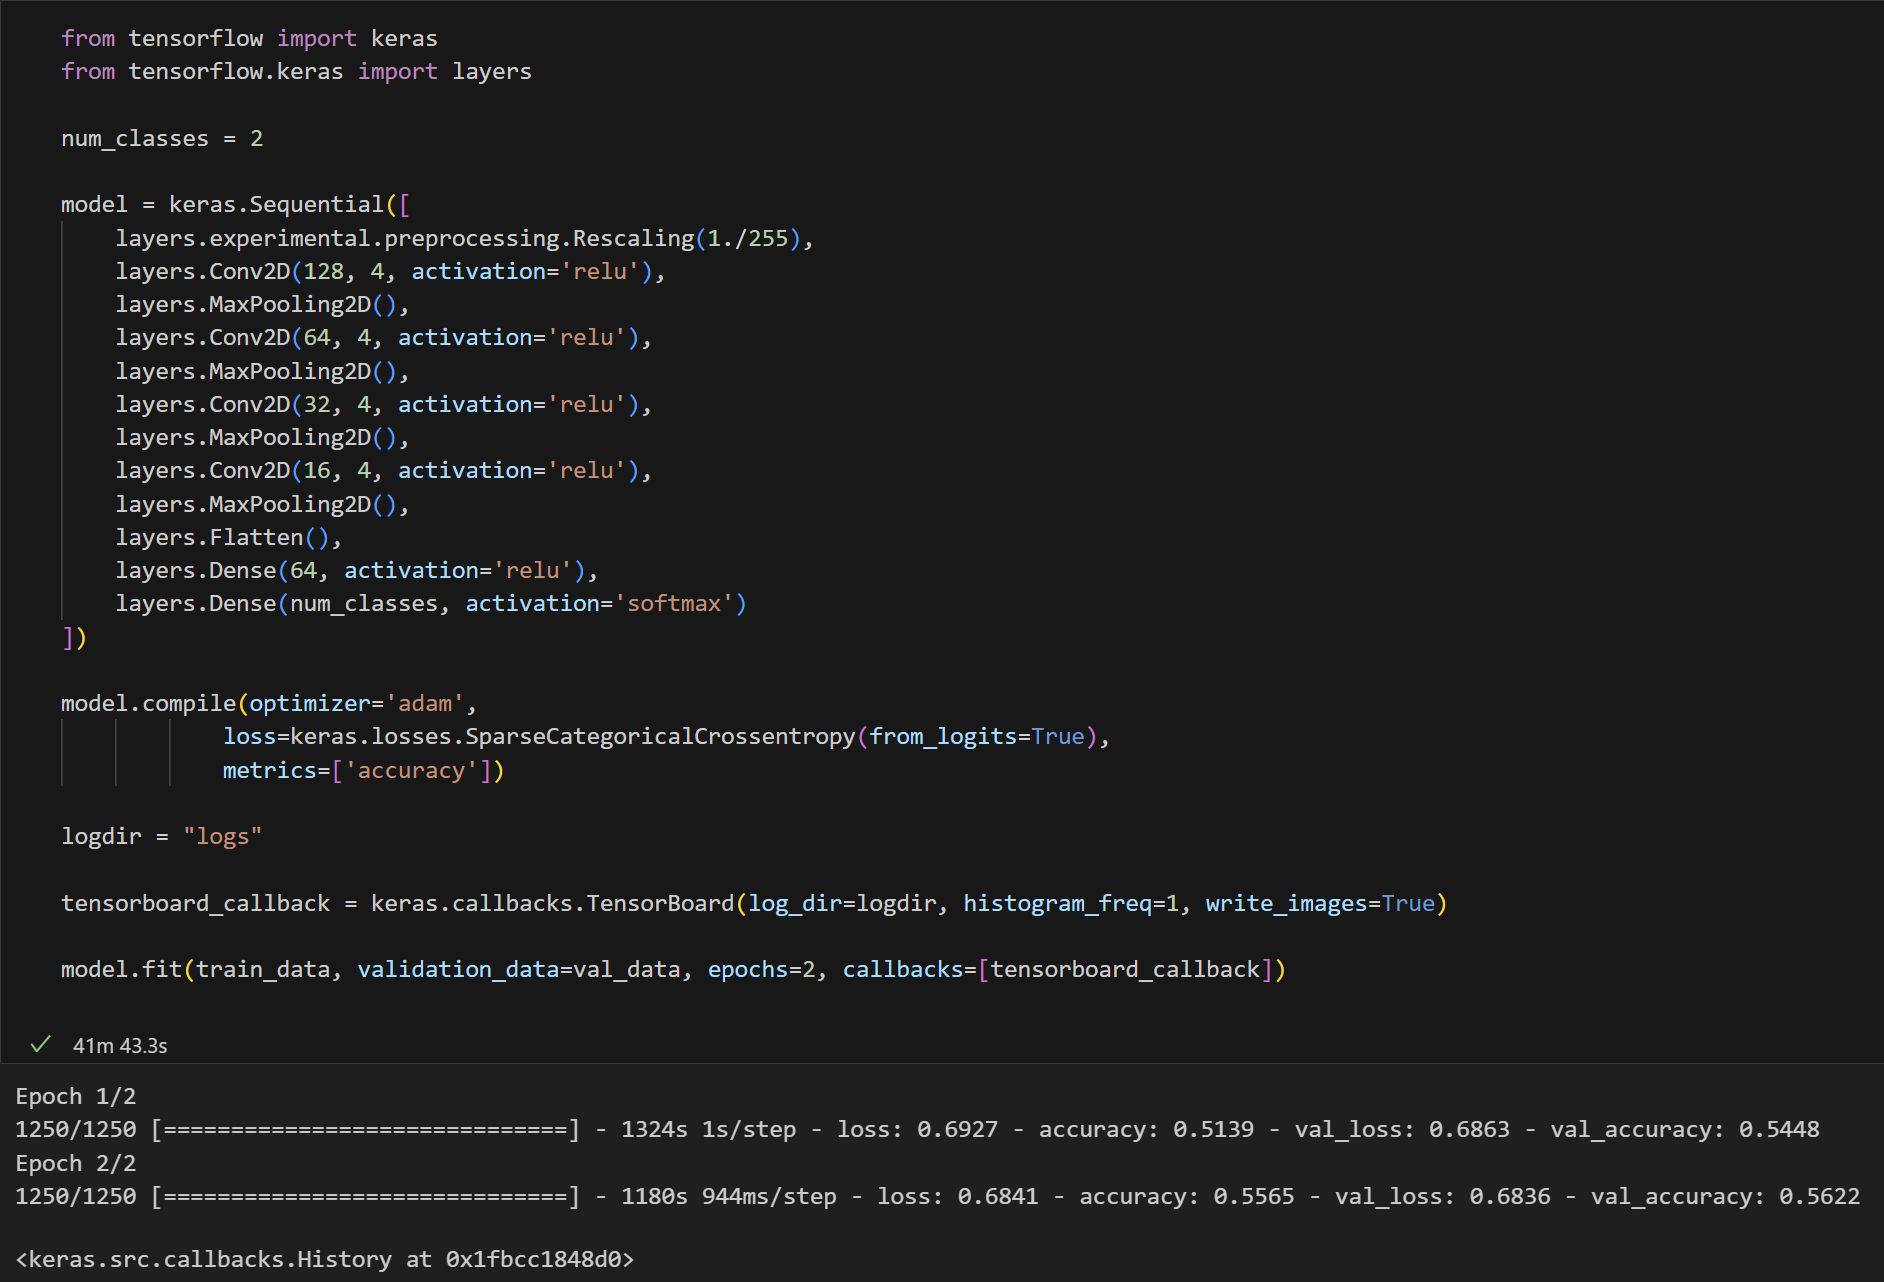 from tensorflow import keras
from tensorflow.keras import layers

num_classes = 2

model = keras.Sequential([
    layers.experimental.preprocessing.Rescaling(1./255),
    layers.Conv2D(128, 4, activation='relu'),
    layers.MaxPooling2D(),
    layers.Conv2D(64, 4, activation='relu'),
    layers.MaxPooling2D(),
    layers.Conv2D(32, 4, activation='relu'),
    layers.MaxPooling2D(),
    layers.Conv2D(16, 4, activation='relu'),
    layers.MaxPooling2D(),
    layers.Flatten(),
    layers.Dense(64, activation='relu'),
    layers.Dense(num_classes, activation='softmax')
])

model.compile(optimizer='adam',
            loss=keras.losses.SparseCategoricalCrossentropy(from_logits=True),
            metrics=['accuracy'])

logdir = "logs"

tensorboard_callback = keras.callbacks.TensorBoard(log_dir=logdir, histogram_freq=1, write_images=True)

model.fit(train_data, validation_data=val_data, epochs=2, callbacks=[tensorboard_callback])

41m 43.3s
Epoch 1/2
1250/1250 [==============================] - 1324s 1s/step - loss: 0.6927 - accuracy: 0.5139 - val_loss: 0.6863 - val_accuracy: 0.5448
Epoch 2/2
1250/1250 [==============================] - 1180s 944ms/step - loss: 0.6841 - accuracy: 0.5565 - val_loss: 0.6836 - val_accuracy: 0.5622

<keras.src.callbacks.History at 0x1fbcc1848d0>